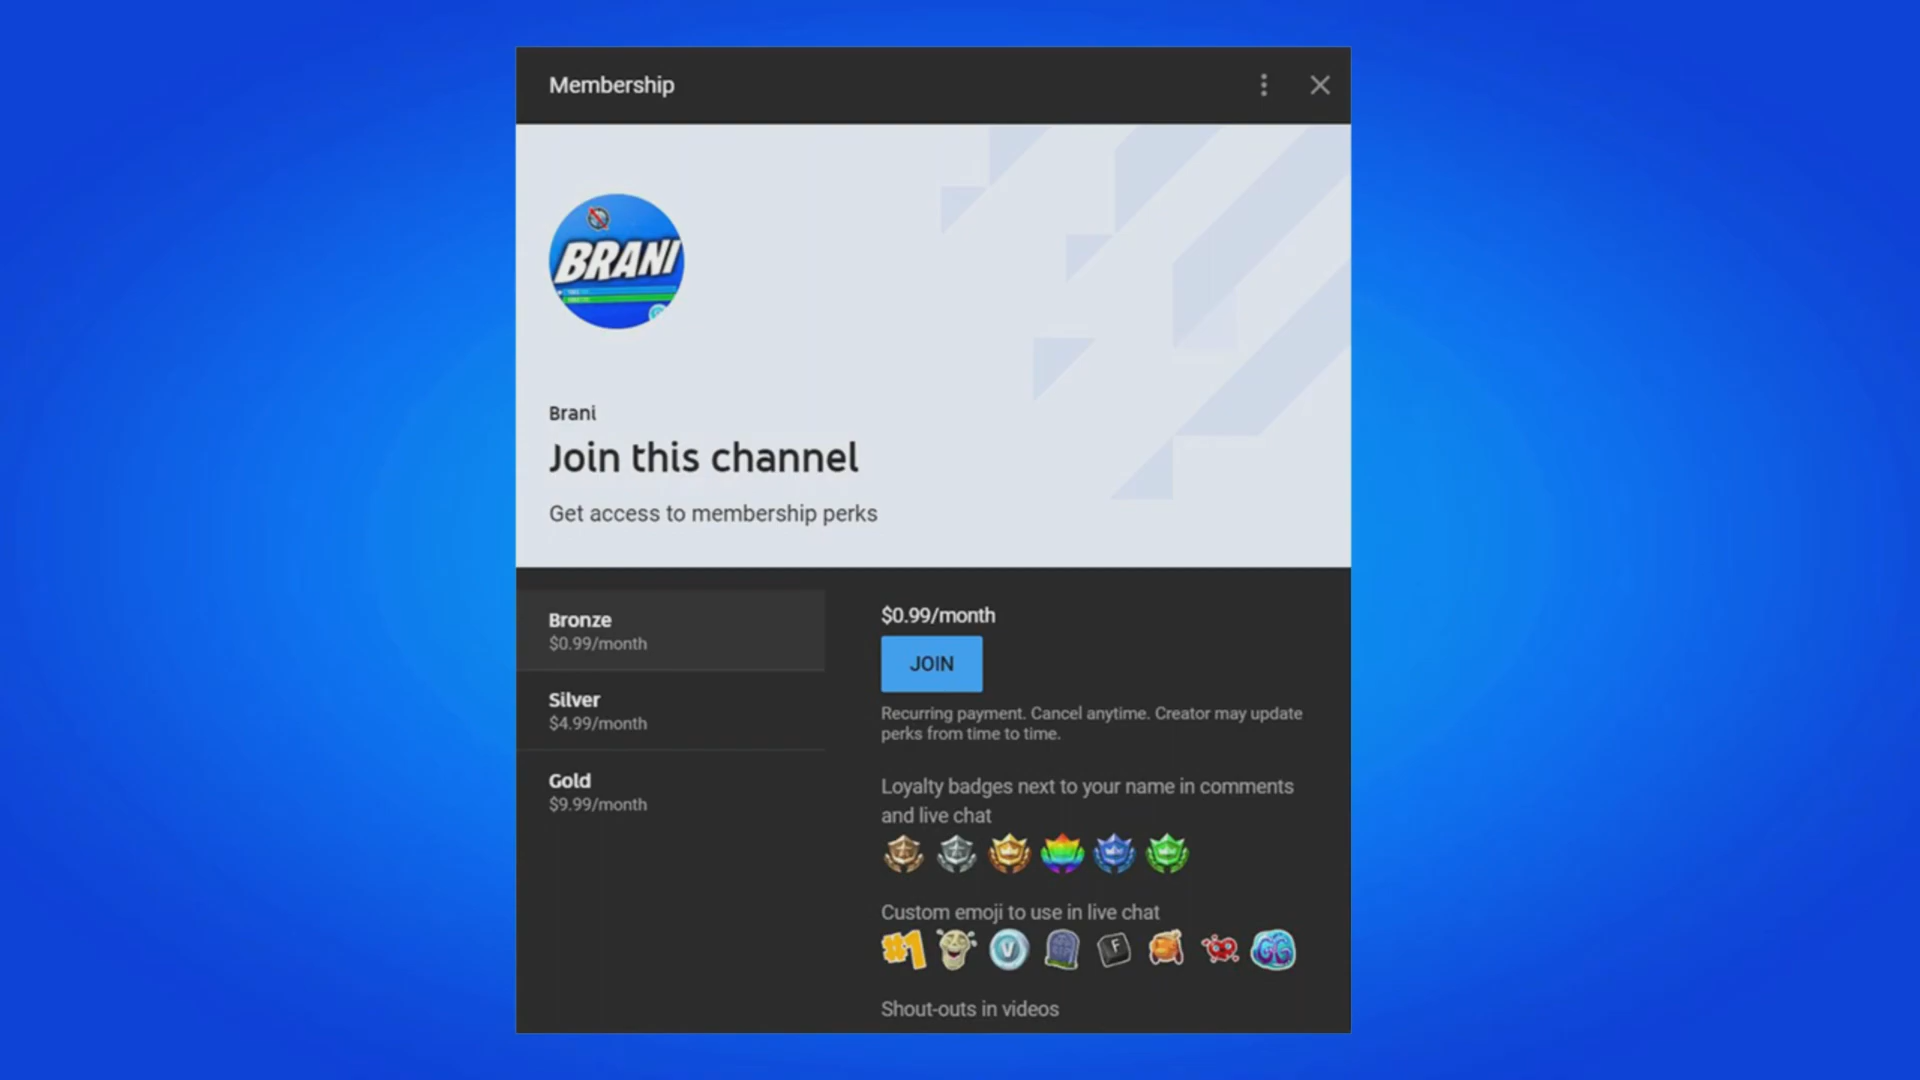 Membership
BRANI
Brani
Join this channel
Get access to membership perks
Bronze
$0.99/month
Silver
$4.99/month
Gold
$9.99/month
$0.99/month
JOIN
Recurring payment. Cancel anytime. Creator may update
perks from time to time.
Loyalty badges next to your name in comments
and live chat
Custom emoji to use in live chat
#1
V
F
GG
Shout-outs in videos